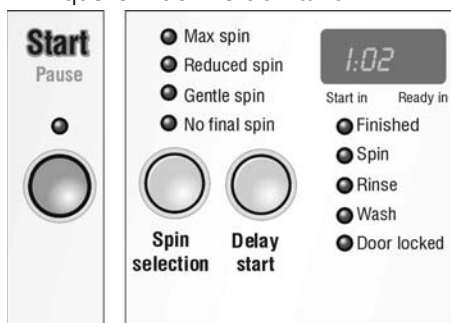 Start
Pause
Max spin
Reduced spin
Gentle spin
No final spin
Spin
selection
Delay
start
1:02
Start in Ready in
Finished
Spin
Rinse
Wash
Door locked